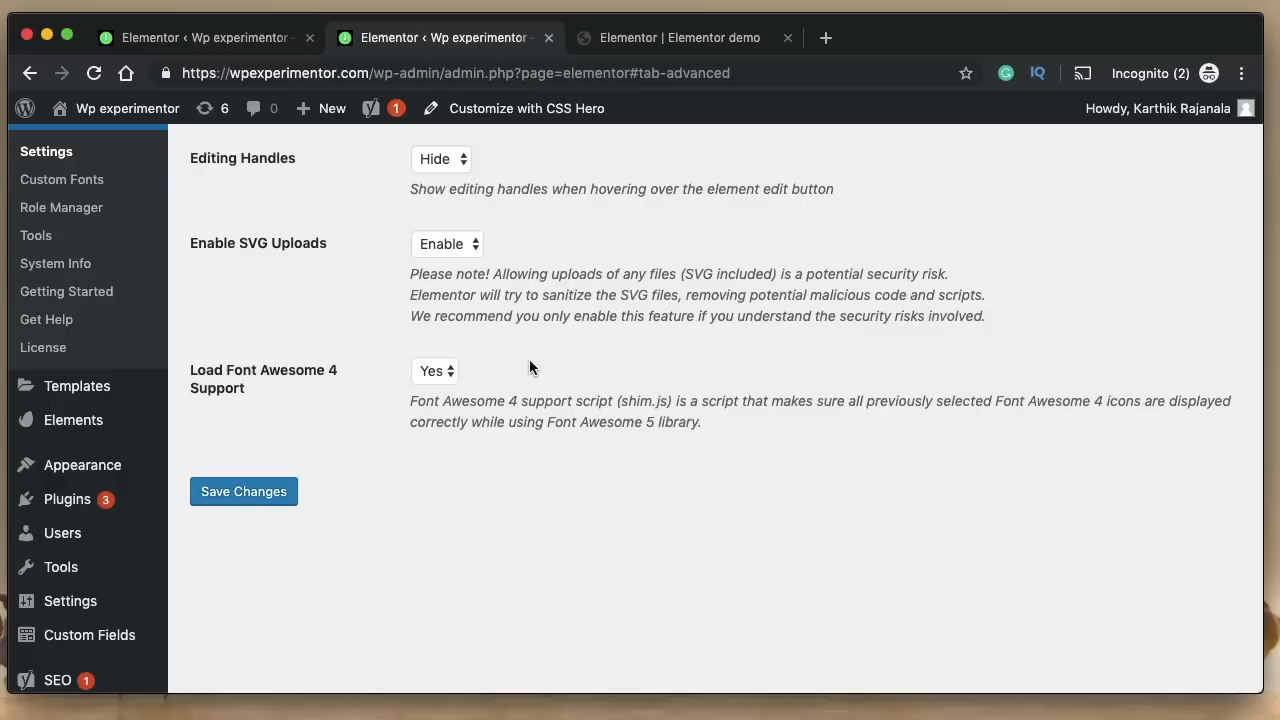 Elementor ‹ Wp experimentor -
Elementor ‹ Wp experimentor -
Elementor | Elementor demo
https://wpexperimentor.com/wp-admin/admin.php?page=elementor#tab-advanced
IQ
Incognito (2)
Wp experimentor
6
0
New
1
Customize with CSS Hero
Howdy, Karthik Rajanala
Settings
Custom Fonts
Role Manager
Tools
System Info
Getting Started
Get Help
License
Templates
Elements
Appearance
Plugins 3
Users
Tools
Settings
Custom Fields
SEO 1
Editing Handles
Hide
Show editing handles when hovering over the element edit button
Enable SVG Uploads
Enable
Please note! Allowing uploads of any files (SVG included) is a potential security risk.
Elementor will try to sanitize the SVG files, removing potential malicious code and scripts.
We recommend you only enable this feature if you understand the security risks involved.
Load Font Awesome 4
Support
Yes
Font Awesome 4 support script (shim.js) is a script that makes sure all previously selected Font Awesome 4 icons are displayed
correctly while using Font Awesome 5 library.
Save Changes